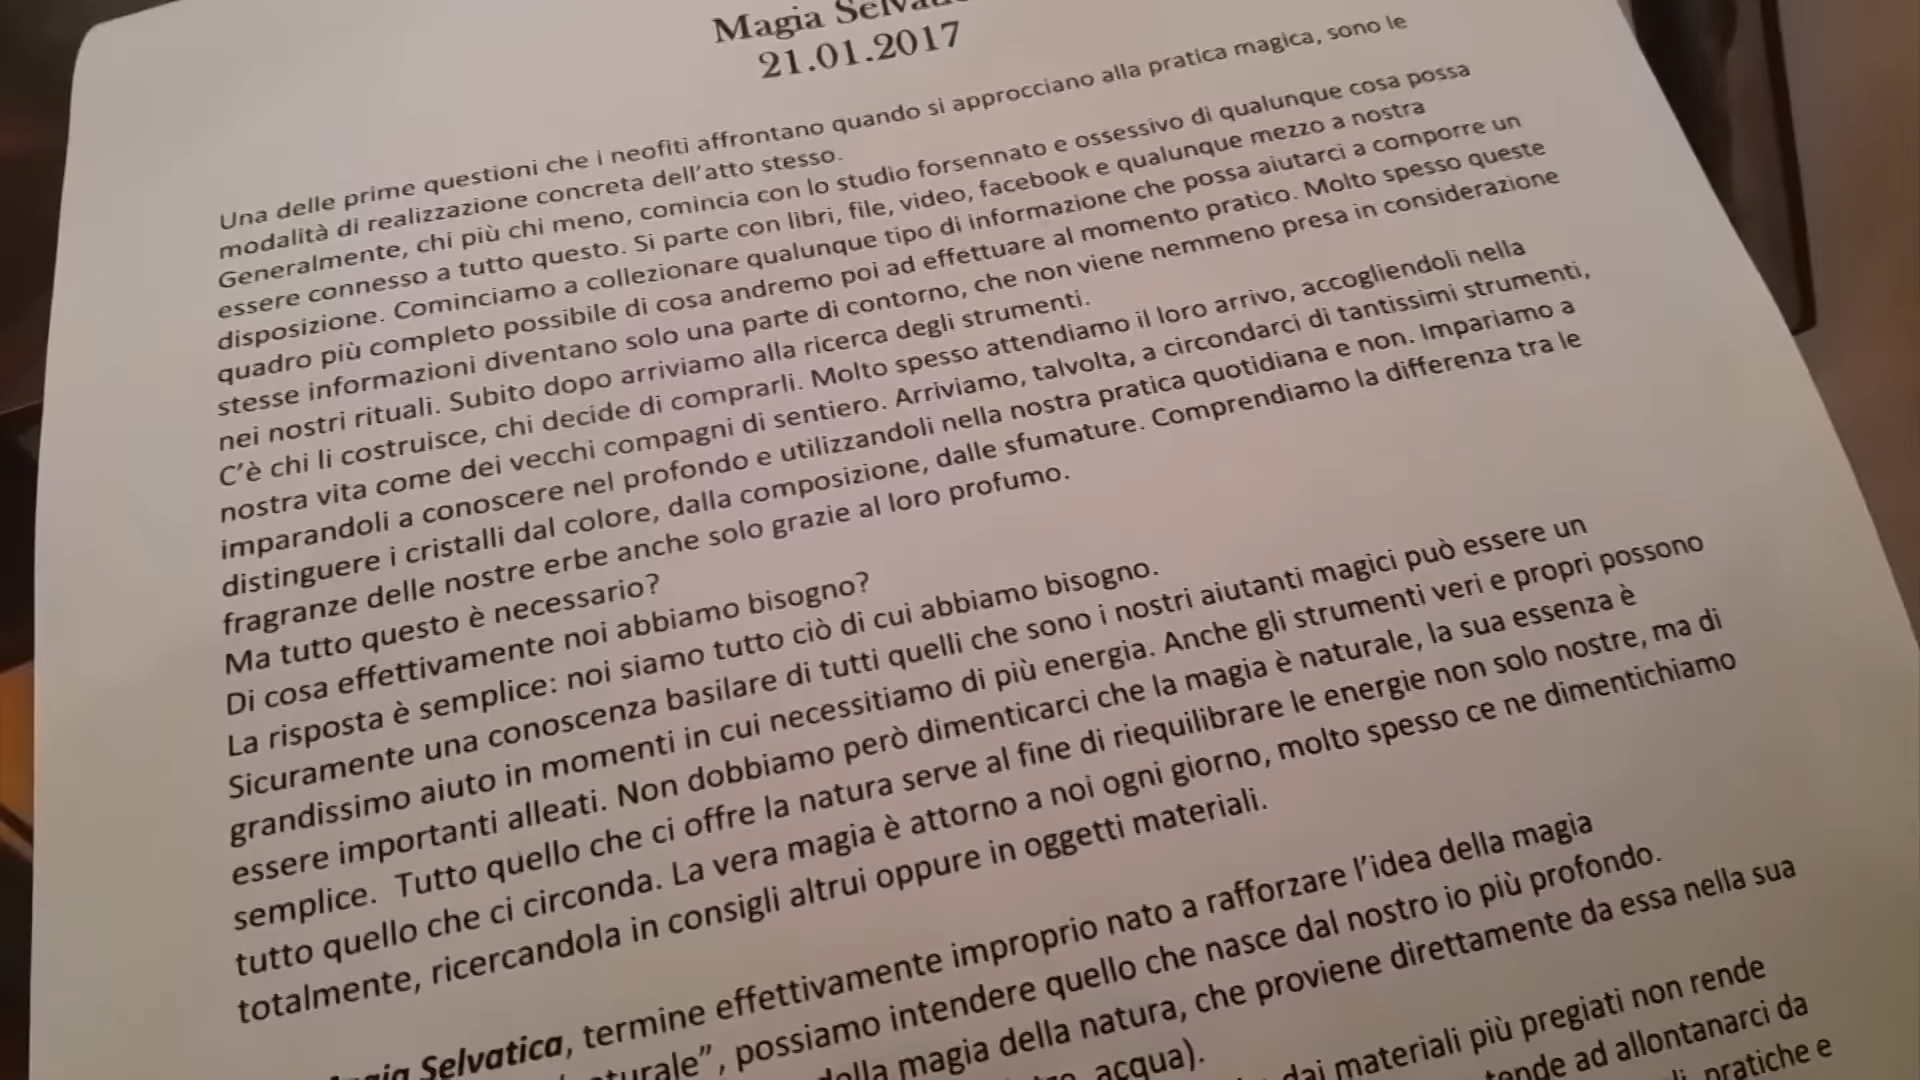 Magia
21.01.2017
Una delle prime questioni che i neofiti affrontano quando si approcciano alla pratica magica, sono le
modalità di realizzazione concreta dell'atto stesso.
Generalmente, chi più chi meno, comincia con lo studio forsennato e ossessivo di qualunque cosa possa
essere connesso a tutto questo. Si parte con libri, file, video, facebook e qualunque mezzo a nostra
disposizione. Cominciamo a collezionare qualunque tipo di informazione che possa aiutarci a comporre un
quadro più completo possibile di cosa andremo poi ad effettuare al momento pratico. Molto spesso queste
stesse informazioni diventano solo una parte di contorno, che non viene nemmeno presa in considerazione
nei nostri rituali. Subito dopo arriviamo alla ricerca degli strumenti.
C'è chi li costruisce, chi decide di comprarli. Molto spesso attendiamo il loro arrivo, accogliendoli nella
nostra vita come dei vecchi compagni di sentiero. Arriviamo, talvolta, a circondarci di tantissimi strumenti,
imparandoli a conoscere nel profondo e utilizzandoli nella nostra pratica quotidiana e non. Impariamo a
distinguere i cristalli dal colore, dalla composizione, dalle sfumature. Comprendiamo la differenza tra le
fragranze delle nostre erbe anche solo grazie al loro profumo.
Ma tutto questo è necessario?
Di cosa effettivamente noi abbiamo bisogno?
La risposta è semplice: noi siamo tutto ciò di cui abbiamo bisogno.
Sicuramente una conoscenza basilare di tutti quelli che sono i nostri aiutanti magici può essere un
grandissimo aiuto in momenti in cui necessitiamo di più energia. Anche gli strumenti veri e propri possono
essere importanti alleati. Non dobbiamo però dimenticarci che la magia è naturale, la sua essenza è
semplice. Tutto quello che ci offre la natura serve al fine di riequilibrare le energie non solo nostre, ma di
tutto quello che ci circonda. La vera magia è attorno a noi ogni giorno, molto spesso ce ne dimentichiamo
totalmente, ricercandola in consigli altrui oppure in oggetti materiali.
Selvatica, termine effettivamente improprio nato a rafforzare l'idea della magia
possiamo intendere quello che nasce dal nostro io più profondo.
magia della natura, che proviene direttamente da essa nella sua
acqua).
dai materiali più pregiati non rende
ad allontanarci da
pratiche e